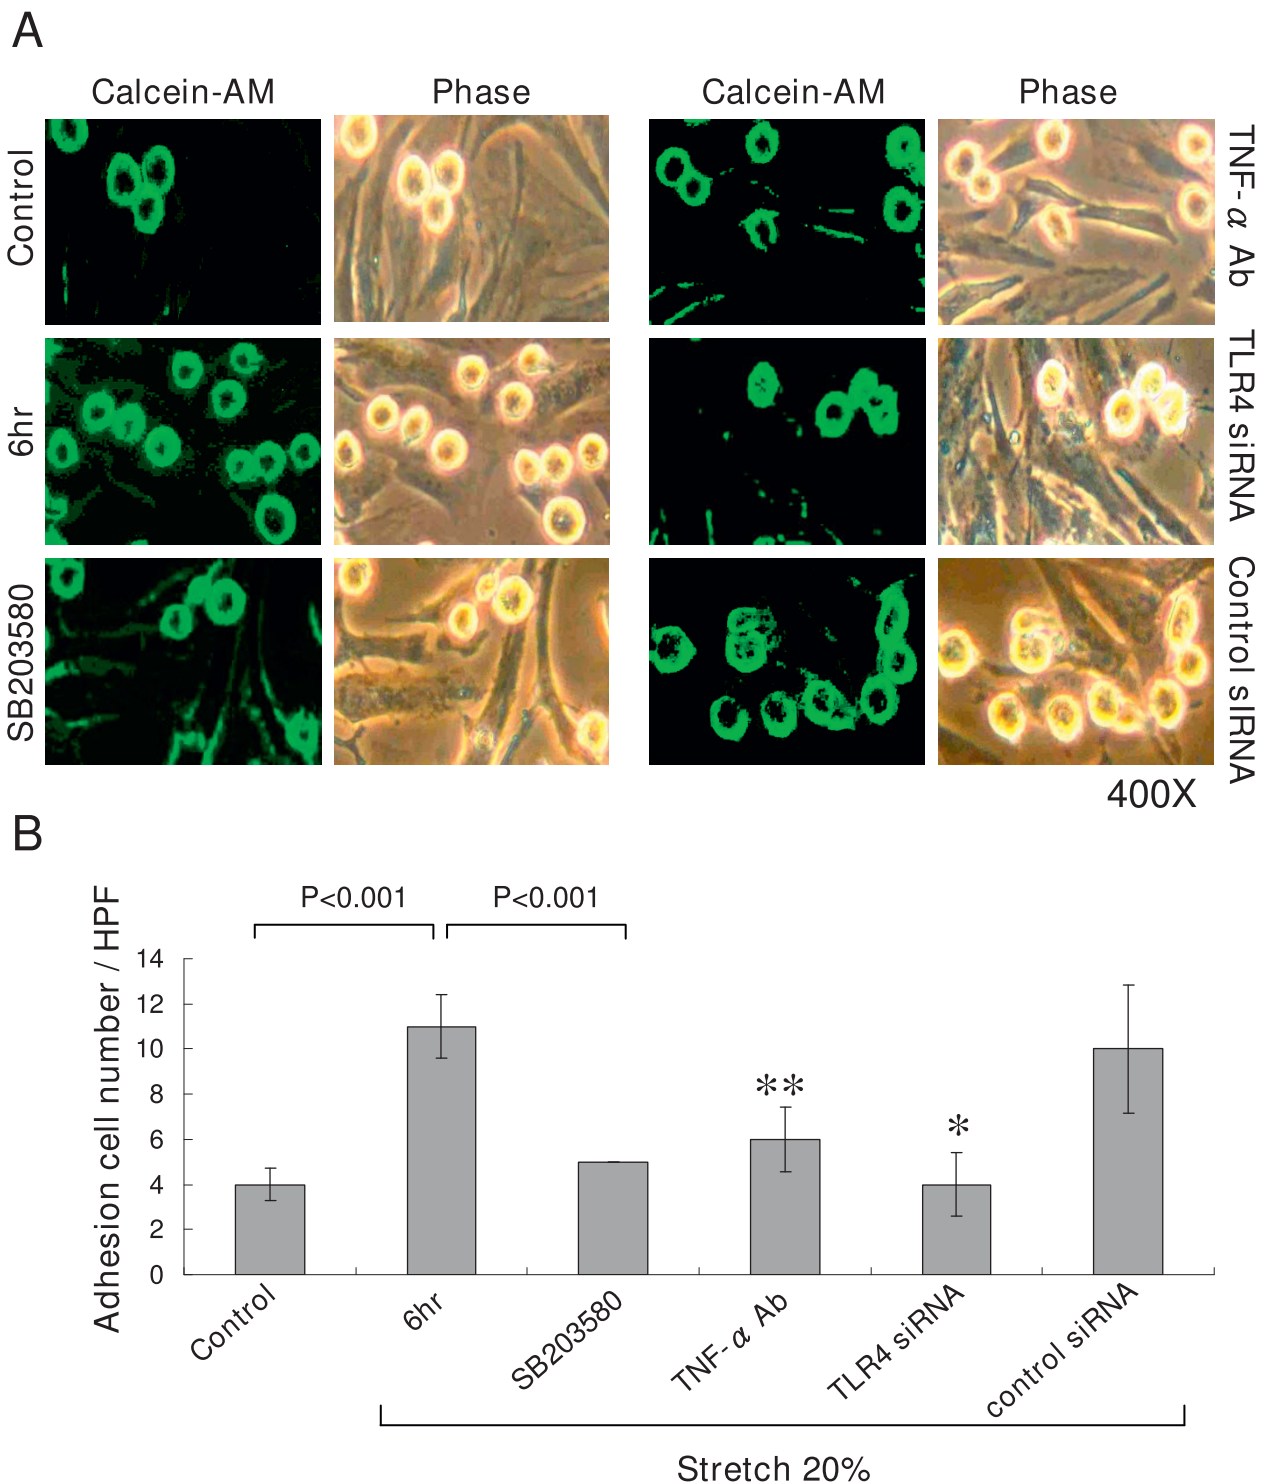 A
Calcein-AM
Phase
Calcein-AM
Phase
Control
TNF-α Ab
6hr
TLR4 siRNA
SB203580
Control sIRNA
400X
B
P<0.001
P<0.001
Adhesion cell number / HPF
14
12
10
8
6
4
2
0
**
*
Control
6hr
SB203580
TNF-α Ab
TLR4 siRNA
control siRNA
Stretch 20%